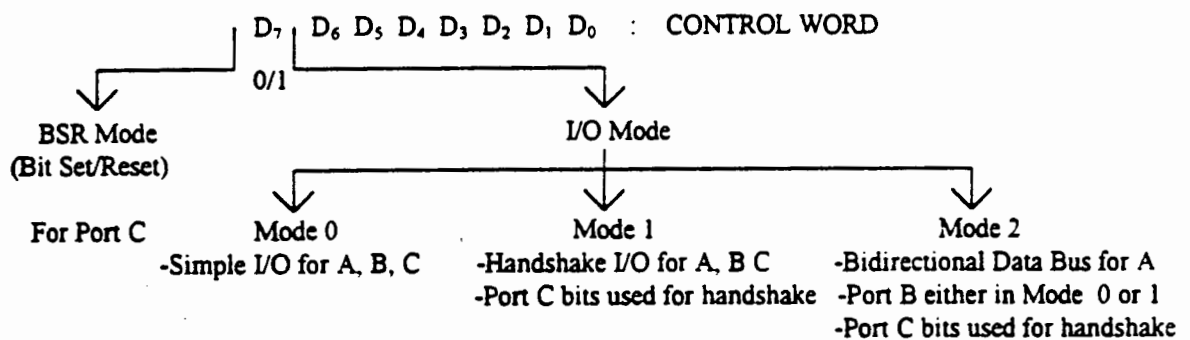 D₇ D₆ D₅ D₄ D₃ D₂ D₁ D₀ : CONTROL WORD
0/1
BSR Mode
(Bit Set/Reset)
I/O Mode
For Port C
Mode 0
-Simple I/O for A, B, C
Mode 1
-Handshake I/O for A, B C
-Port C bits used for handshake
Mode 2
-Bidirectional Data Bus for A
-Port B either in Mode 0 or 1
-Port C bits used for handshake